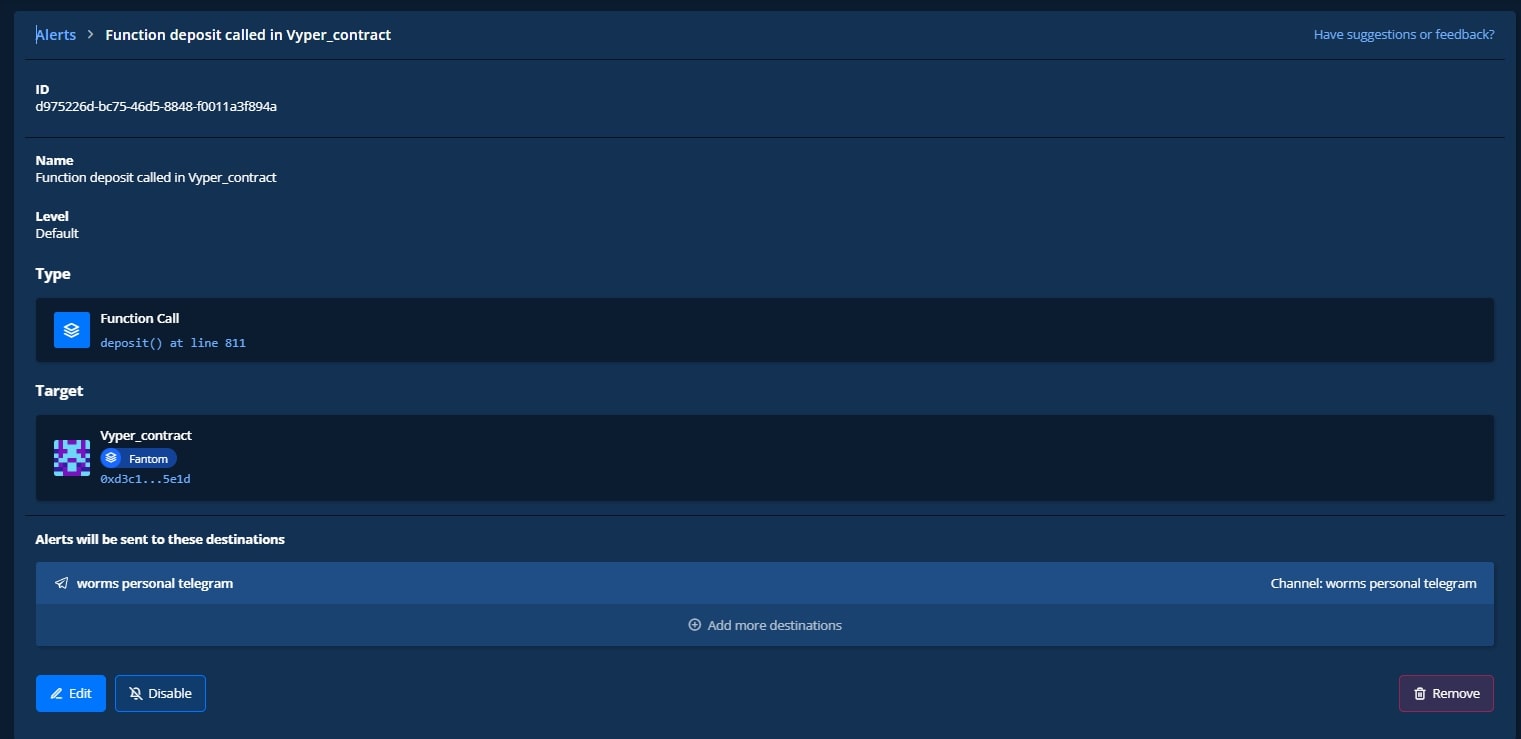 Alerts > Function deposit called in Vyper_contract
Have suggestions or feedback?
ID
d975226d-bc75-46d5-8848-f0011a3f894a
Name
Function deposit called in Vyper_contract
Level
Default
Type
Function Call
deposit() at line 811
Target
Vyper_contract
Fantom
0xd3c1...5e1d
Alerts will be sent to these destinations
worms personal telegram
Channel: worms personal telegram
Add more destinations
Edit
Disable
Remove